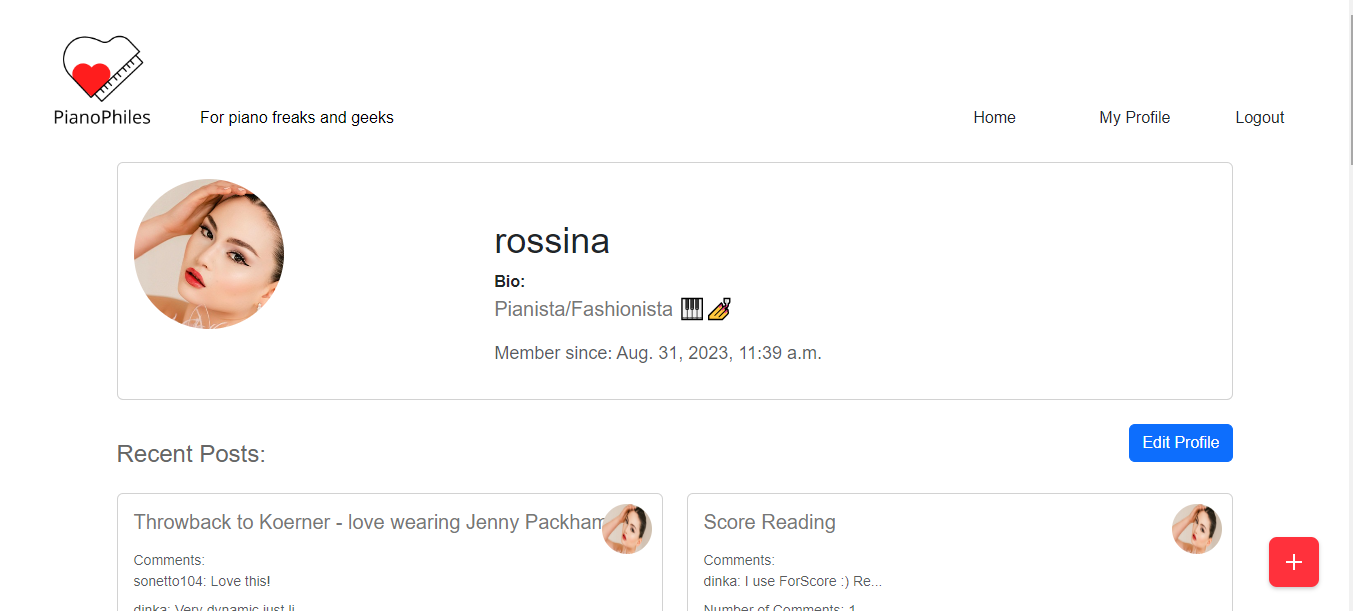 PianoPhiles
For piano freaks and geeks
Home
My Profile
Logout
rossina
Bio:
Pianista/Fashionista 🎹💅
Member since: Aug. 31, 2023, 11:39 a.m.
Recent Posts:
Edit Profile
Throwback to Koerner - love wearing Jenny Packham
Comments:
sonetto104: Love this!
dinka: Very dynamic just li
Score Reading
Comments:
dinka: I use ForScore :) Re...
Number of Comments: 1
+